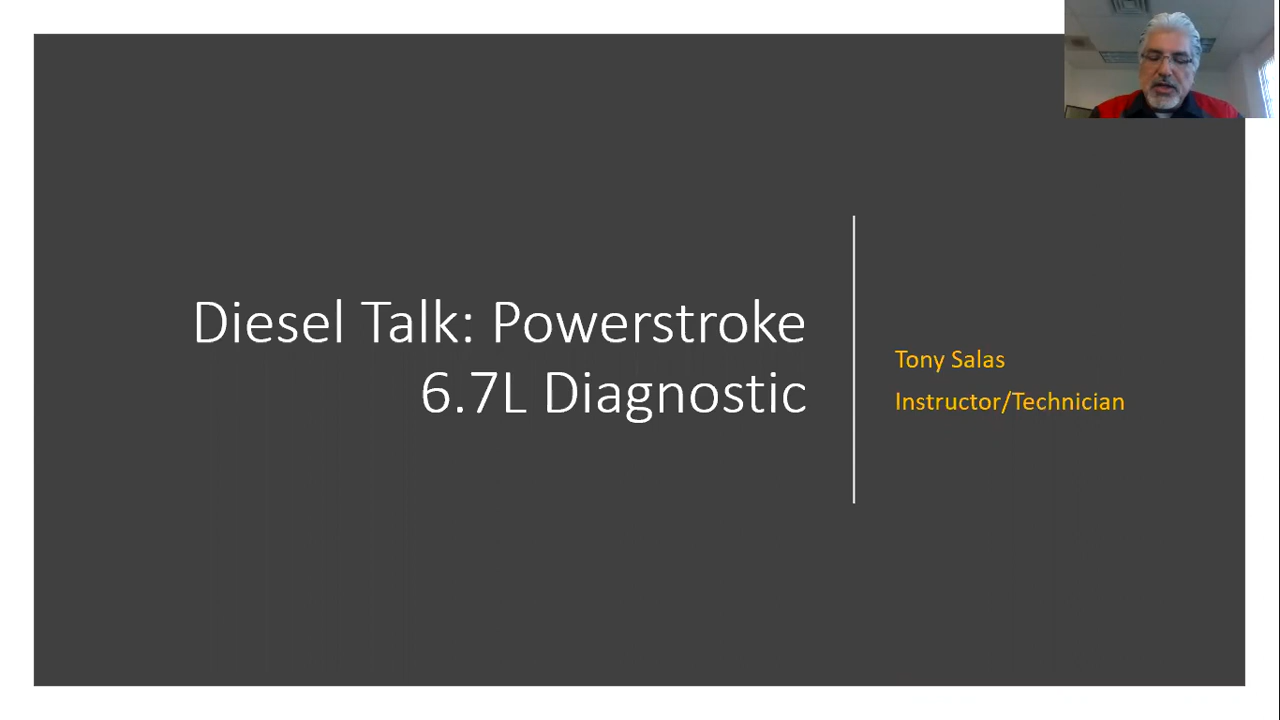 Diesel Talk: Powerstroke
6.7L Diagnostic
Tony Salas
Instructor/Technician